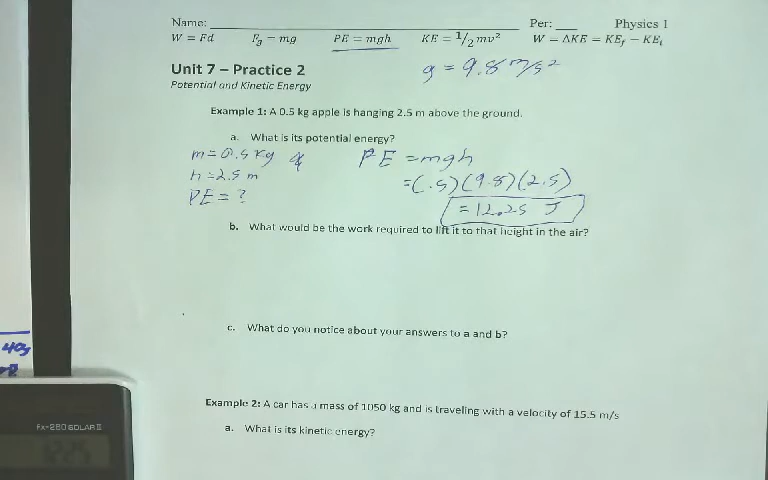 Name: Per: Physics 1
W = Fd Fg = mg PE = mgh KE = 1/2 mv² W = ΔKE = KEf − KEi
Unit 7 – Practice 2
g = 9.8 m/s²
Potential and Kinetic Energy
Example 1: A 0.5 kg apple is hanging 2.5 m above the ground.
a. What is its potential energy?
m = 0.5 kg PE = mgh
h = 2.5 m = (.5)(9.8)(2.5)
PE = ? = 12.25 J
b. What would be the work required to lift it to that height in the air?
c. What do you notice about your answers to a and b?
Example 2: A car has a mass of 1050 kg and is traveling with a velocity of 15.5 m/s
a. What is its kinetic energy?
FX-260 SOLAR II